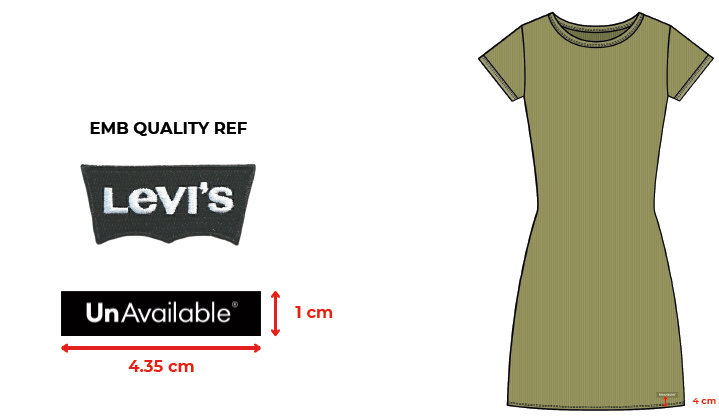 EMB QUALITY REF
LEVI'S
UnAvailable®
1 cm
4.35 cm
4 cm